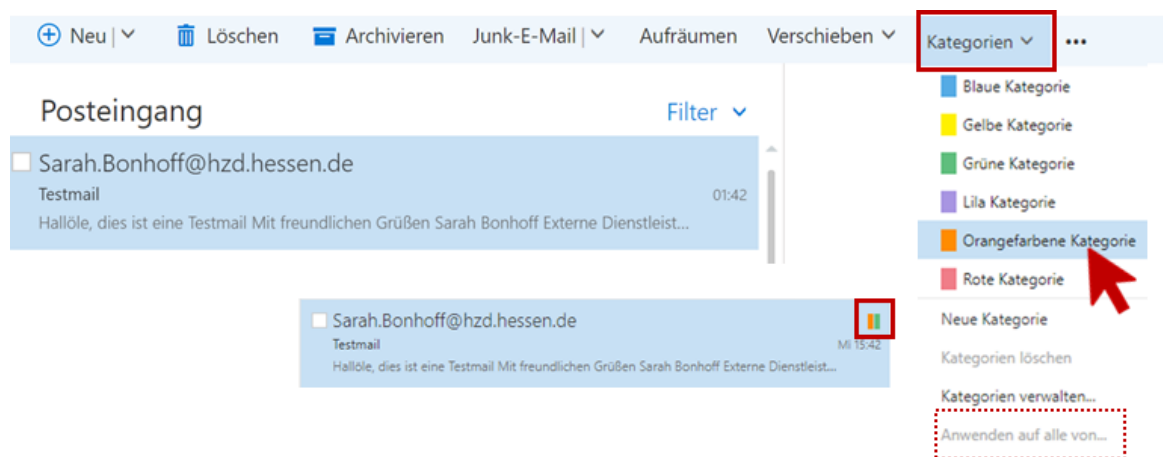 Neu | Löschen Archivieren Junk-E-Mail | Aufräumen Verschieben Kategorien •••
Posteingang Filter
Sarah.Bonhoff@hzd.hessen.de
Testmail 01:42
Hallöle, dies ist eine Testmail Mit freundlichen Grüßen Sarah Bonhoff Externe Dienstleist...
Sarah.Bonhoff@hzd.hessen.de
Testmail Mi 15:42
Hallöle, dies ist eine Testmail Mit freundlichen Grüßen Sarah Bonhoff Externe Dienstleist...
Blaue Kategorie
Gelbe Kategorie
Grüne Kategorie
Lila Kategorie
Orangefarbene Kategorie
Rote Kategorie
Neue Kategorie
Kategorien löschen
Kategorien verwalten...
Anwenden auf alle von...